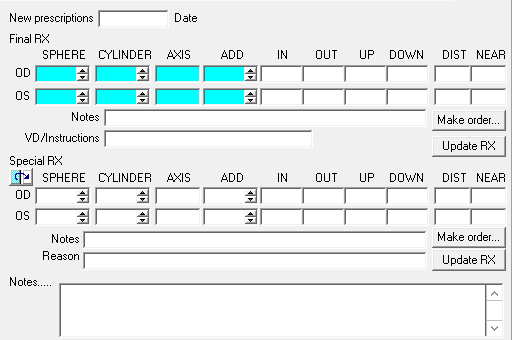 New prescriptions Date
Final RX
SPHERE CYLINDER AXIS ADD IN OUT UP DOWN DIST NEAR
OD
OS
Notes Make order...
VD/Instructions Update RX
Special RX
SPHERE CYLINDER AXIS ADD IN OUT UP DOWN DIST NEAR
OD
OS
Notes Make order...
Reason Update RX
Notes.....